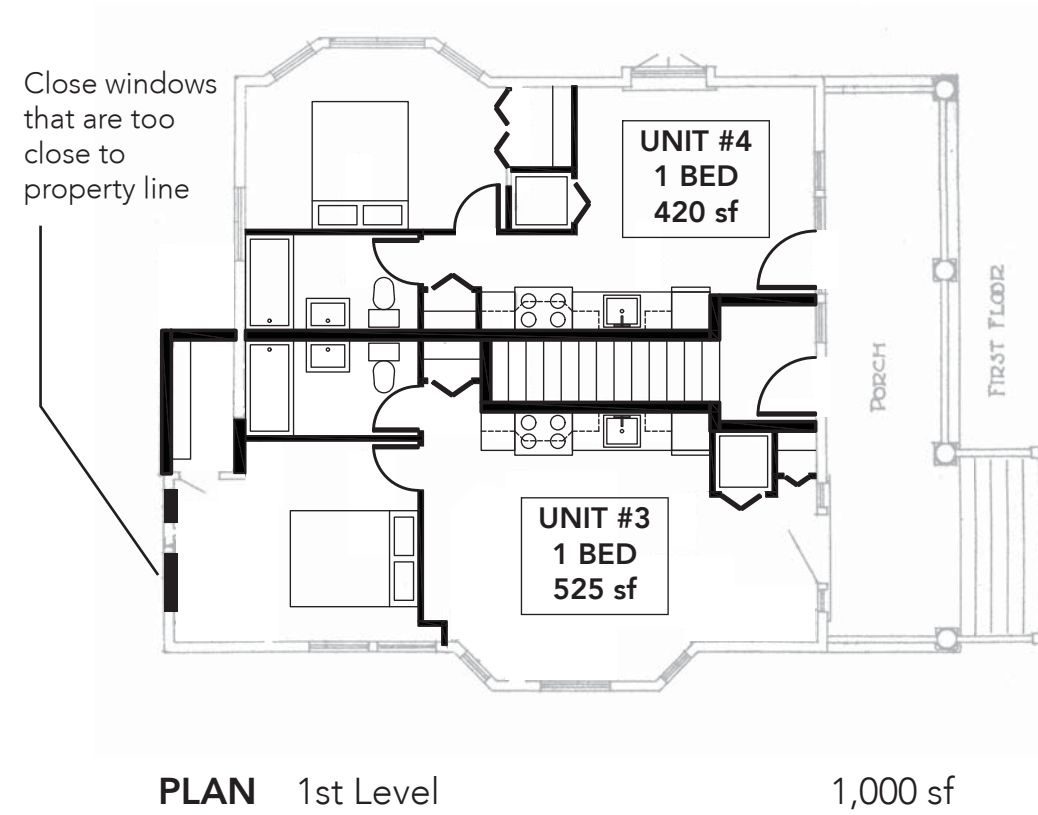 Close windows
that are too
close to
property line
UNIT #4
1 BED
420 sf
UNIT #3
1 BED
525 sf
PORCH
FIRST FLOOR
PLAN 1st Level
1,000 sf